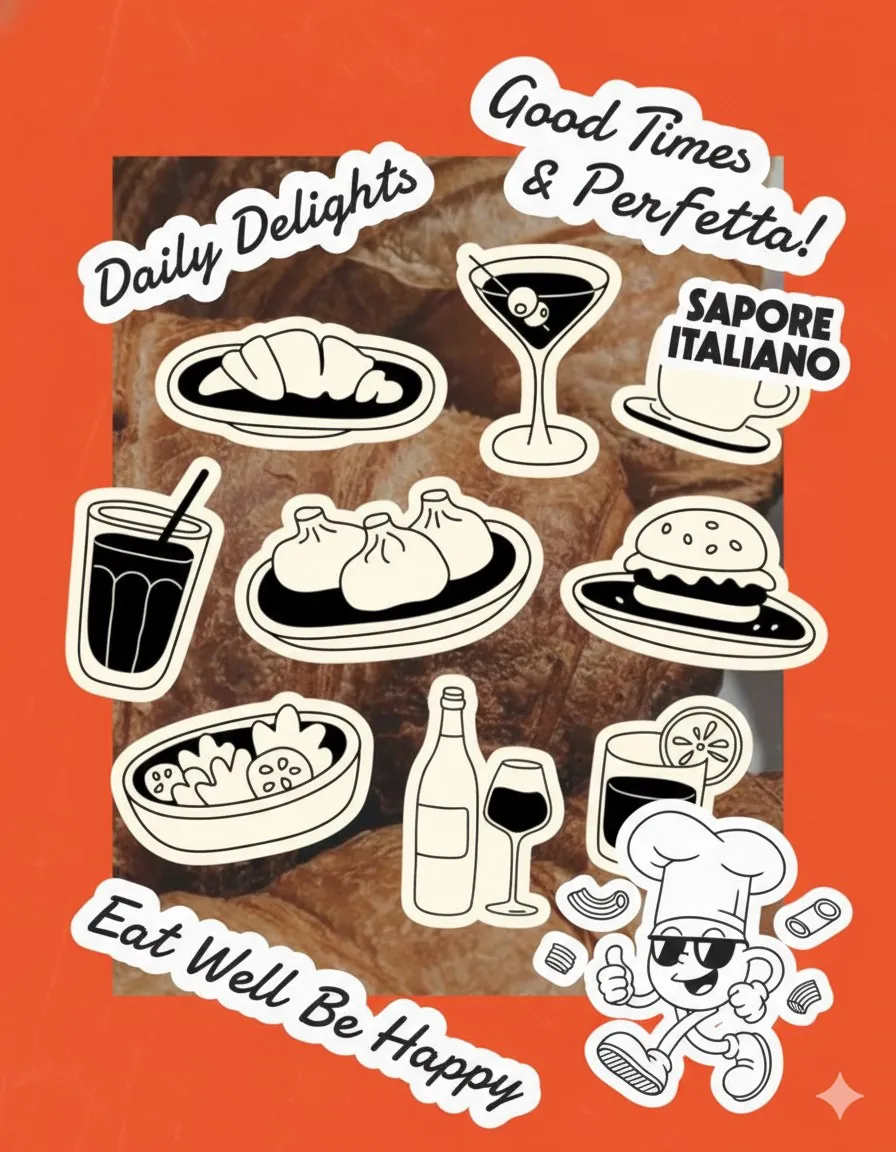 Good Times
& Perfetta!
Daily Delights
SAPORE
ITALIANO
Eat Well Be Happy